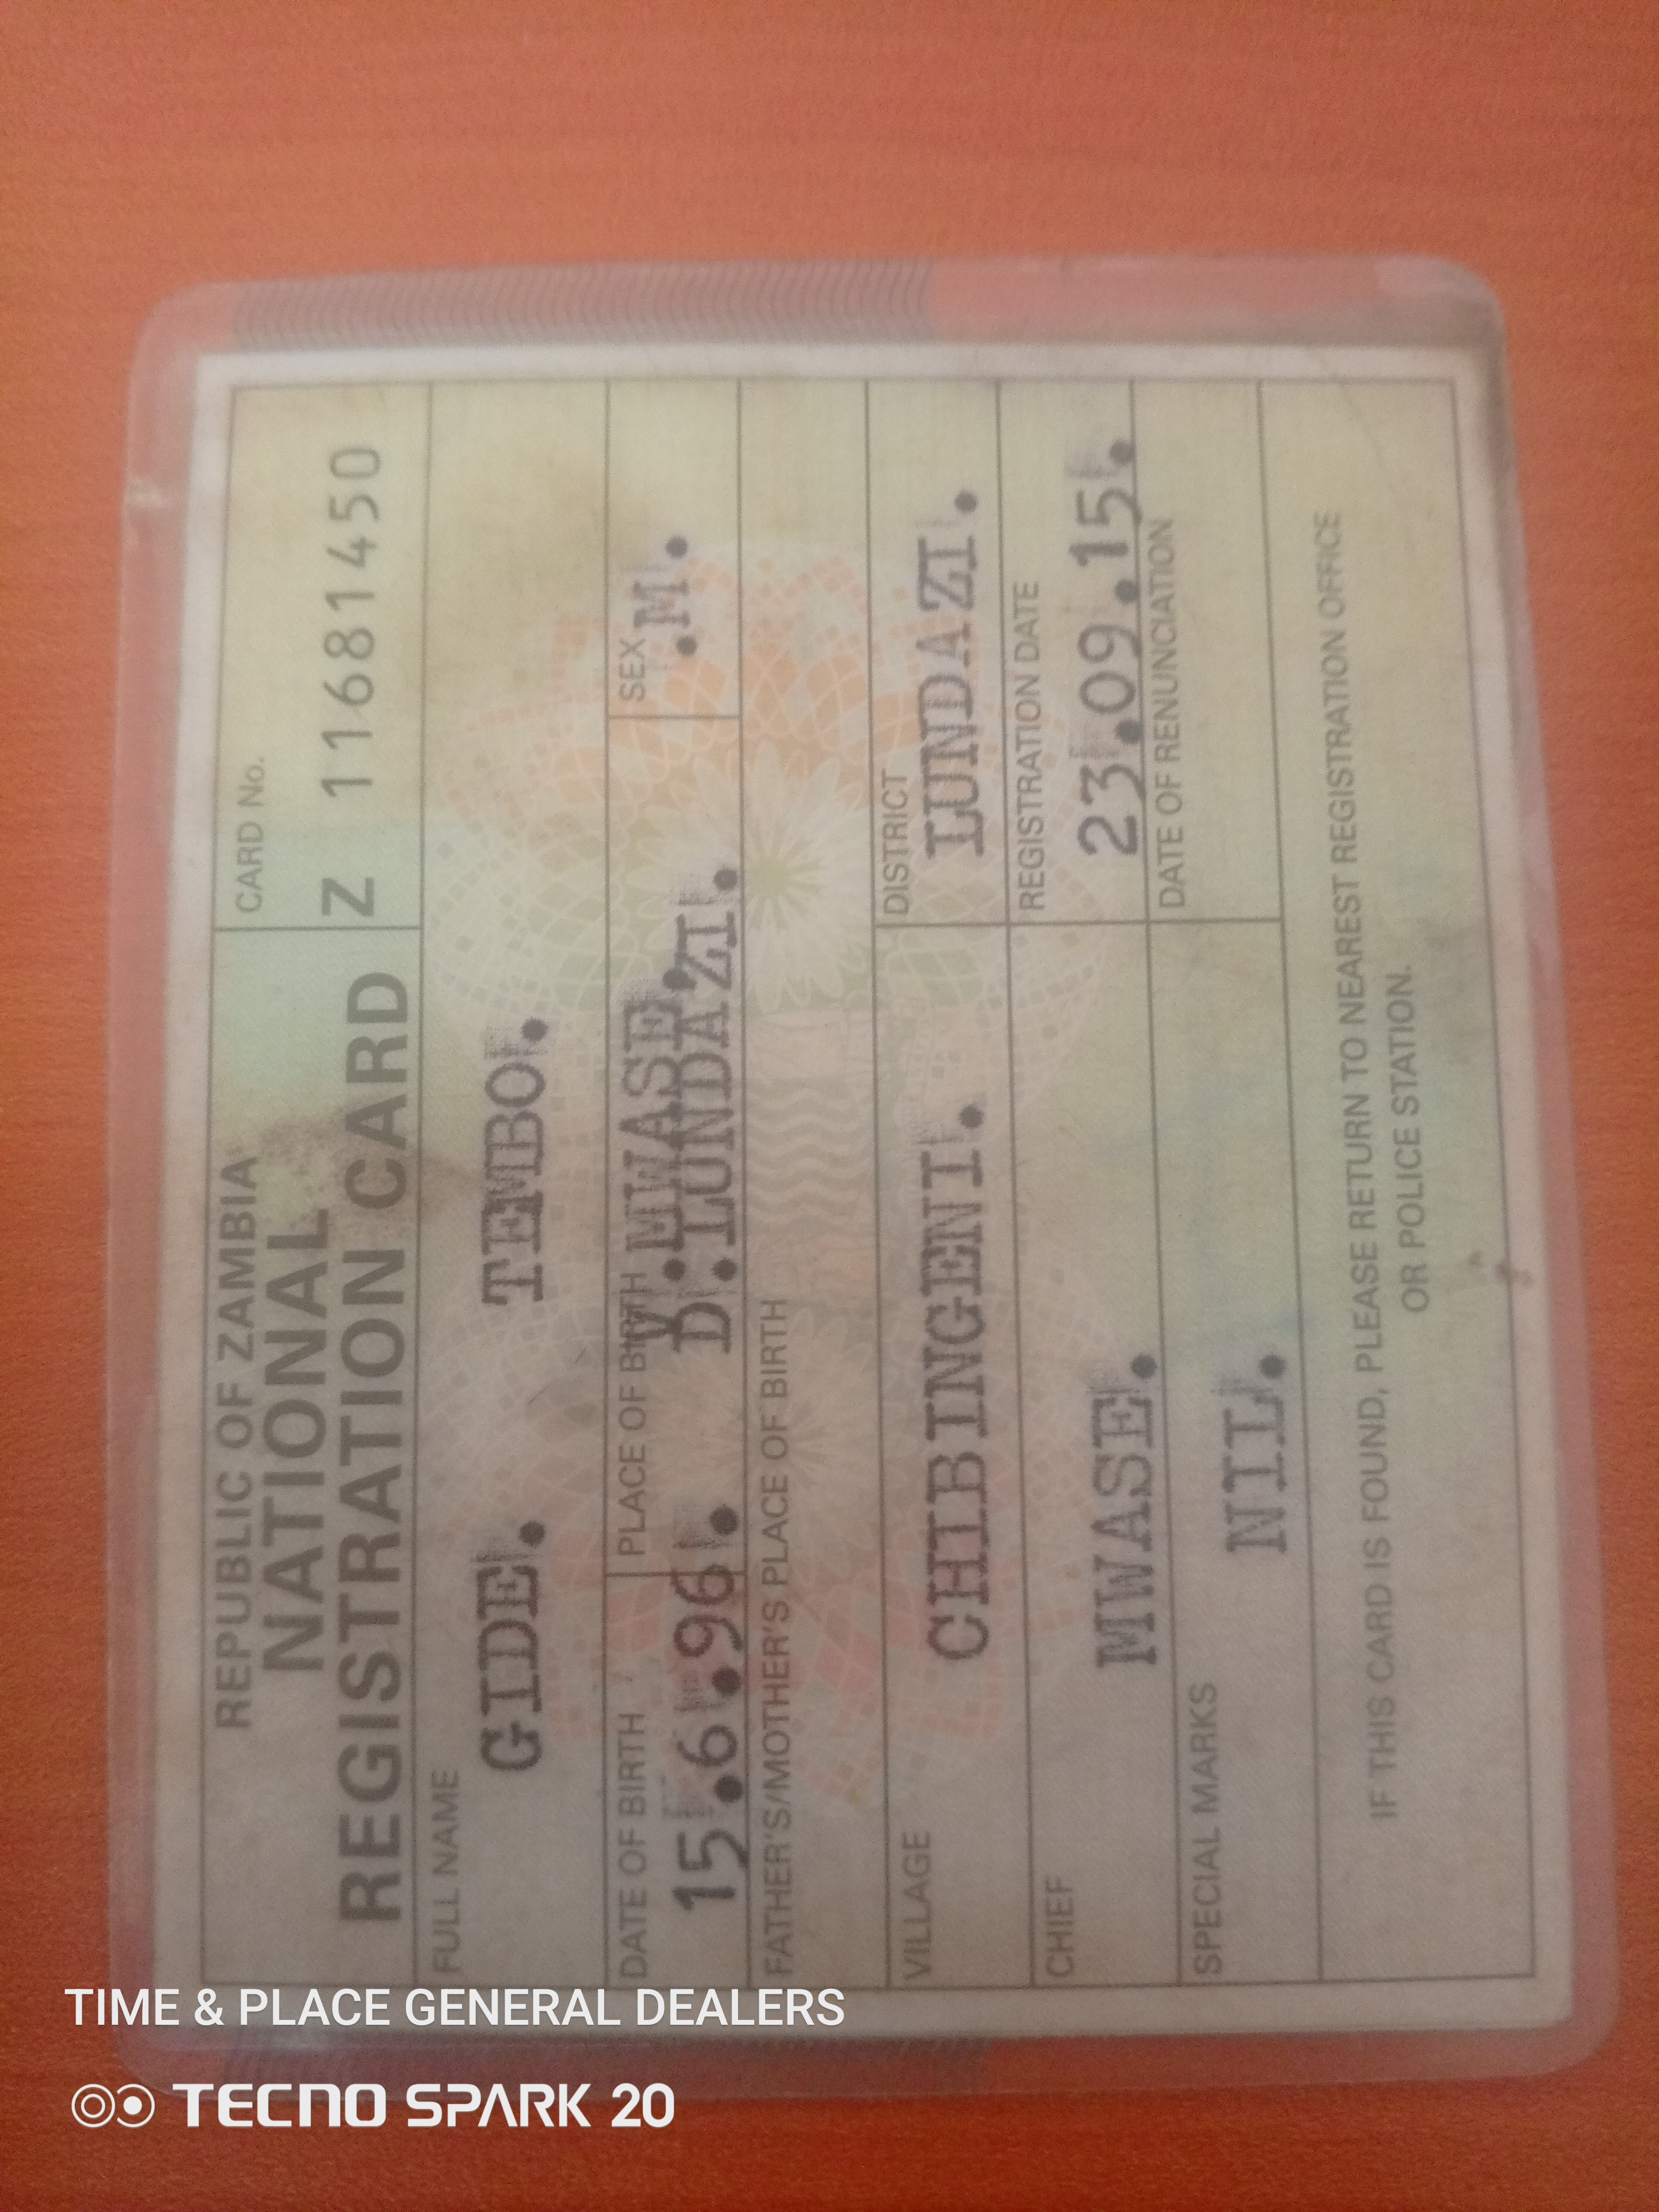 REPUBLIC OF ZAMBIA
NATIONAL
REGISTRATION CARD
CARD No.
Z 11681450
FULL NAME
GIDE. TEMBO.
DATE OF BIRTH
15.6.96.
PLACE OF BIRTH
V.MWASE.
D.LUNDAZI.
SEX
.M.
FATHER'S/MOTHER'S PLACE OF BIRTH
VILLAGE
CHIBINGENI.
DISTRICT
LUNDAZI.
CHIEF
MWASE.
REGISTRATION DATE
23.09.15.
SPECIAL MARKS
NIL.
DATE OF RENUNCIATION
IF THIS CARD IS FOUND, PLEASE RETURN TO NEAREST REGISTRATION OFFICE
OR POLICE STATION.
TIME & PLACE GENERAL DEALERS
TECNO SPARK 20